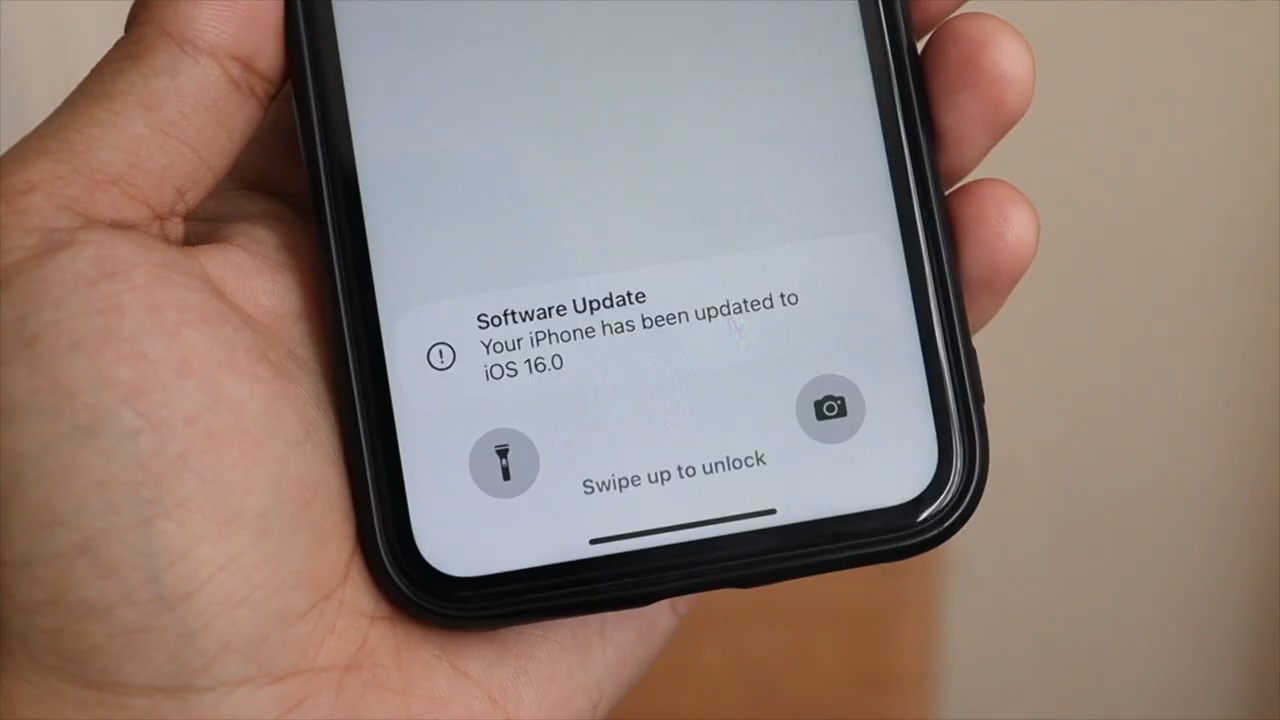 Software Update
Your iPhone has been updated to
iOS 16.0
Swipe up to unlock